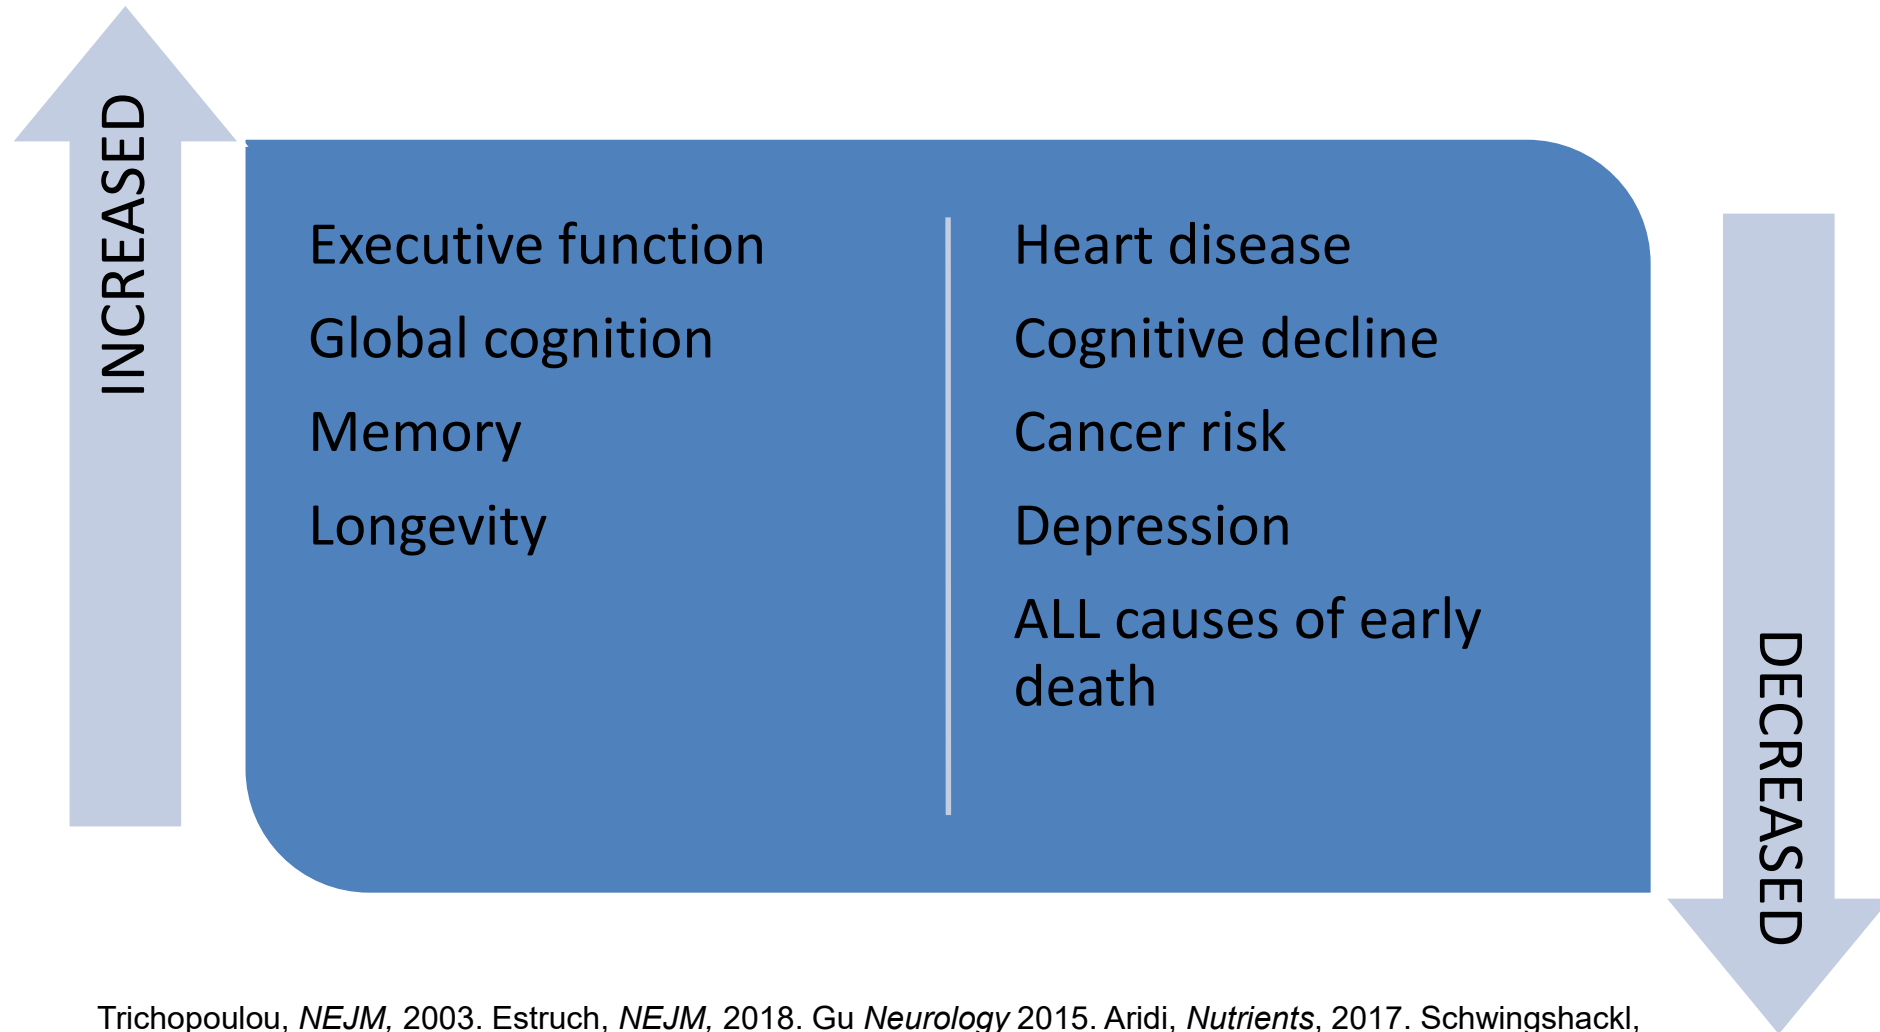 INCREASED
Executive function
Global cognition
Memory
Longevity
Heart disease
Cognitive decline
Cancer risk
Depression
ALL causes of early
death
DECREASED
Trichopoulou, NEJM, 2003. Estruch, NEJM, 2018. Gu Neurology 2015. Aridi, Nutrients, 2017. Schwingshackl,